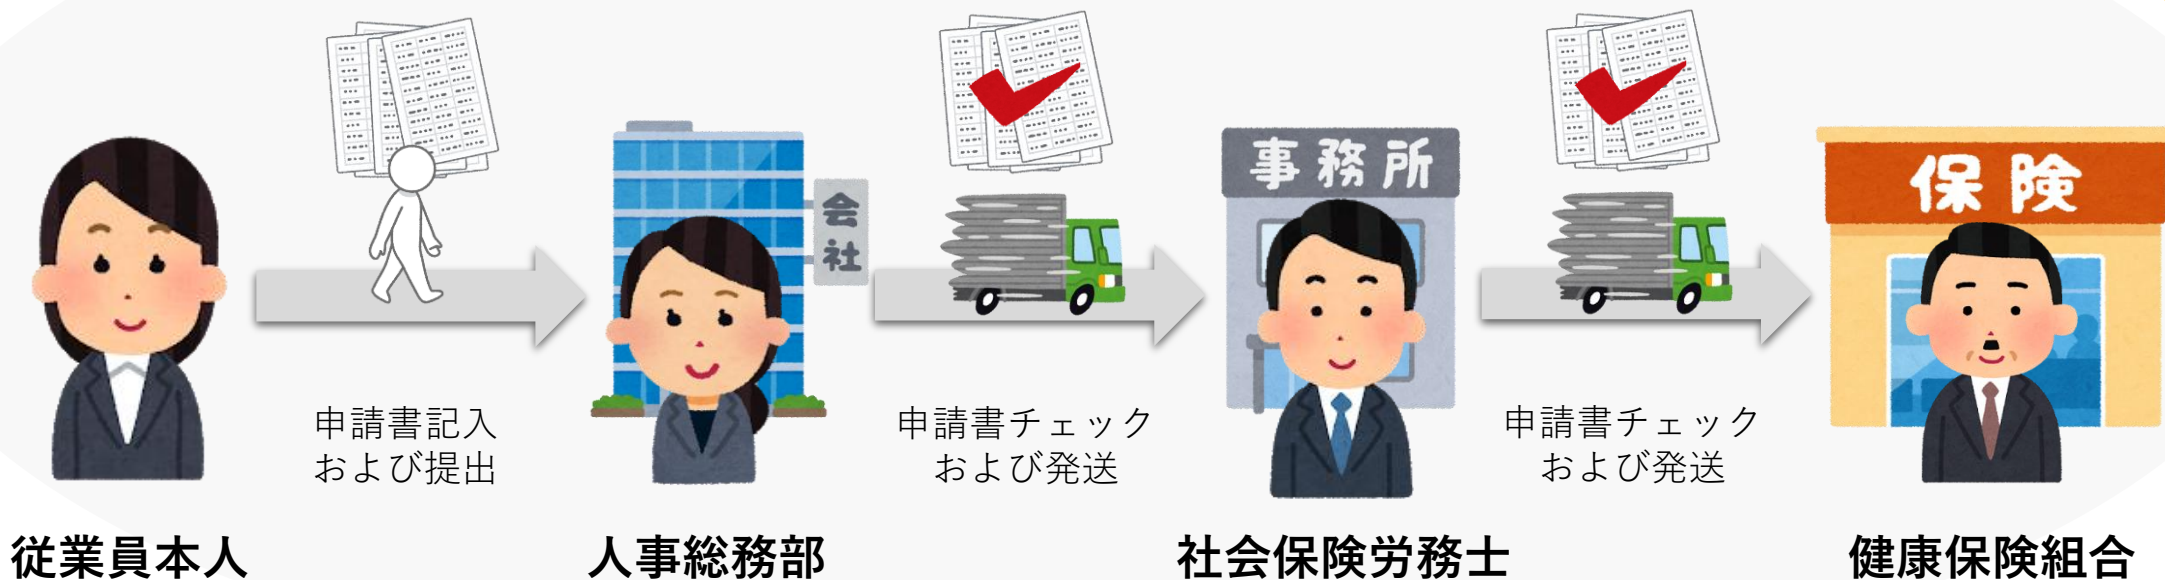 会社
事務所
保険
申請書記入
および提出
申請書チェック
および発送
申請書チェック
および発送
従業員本人
人事総務部
社会保険労務士
健康保険組合